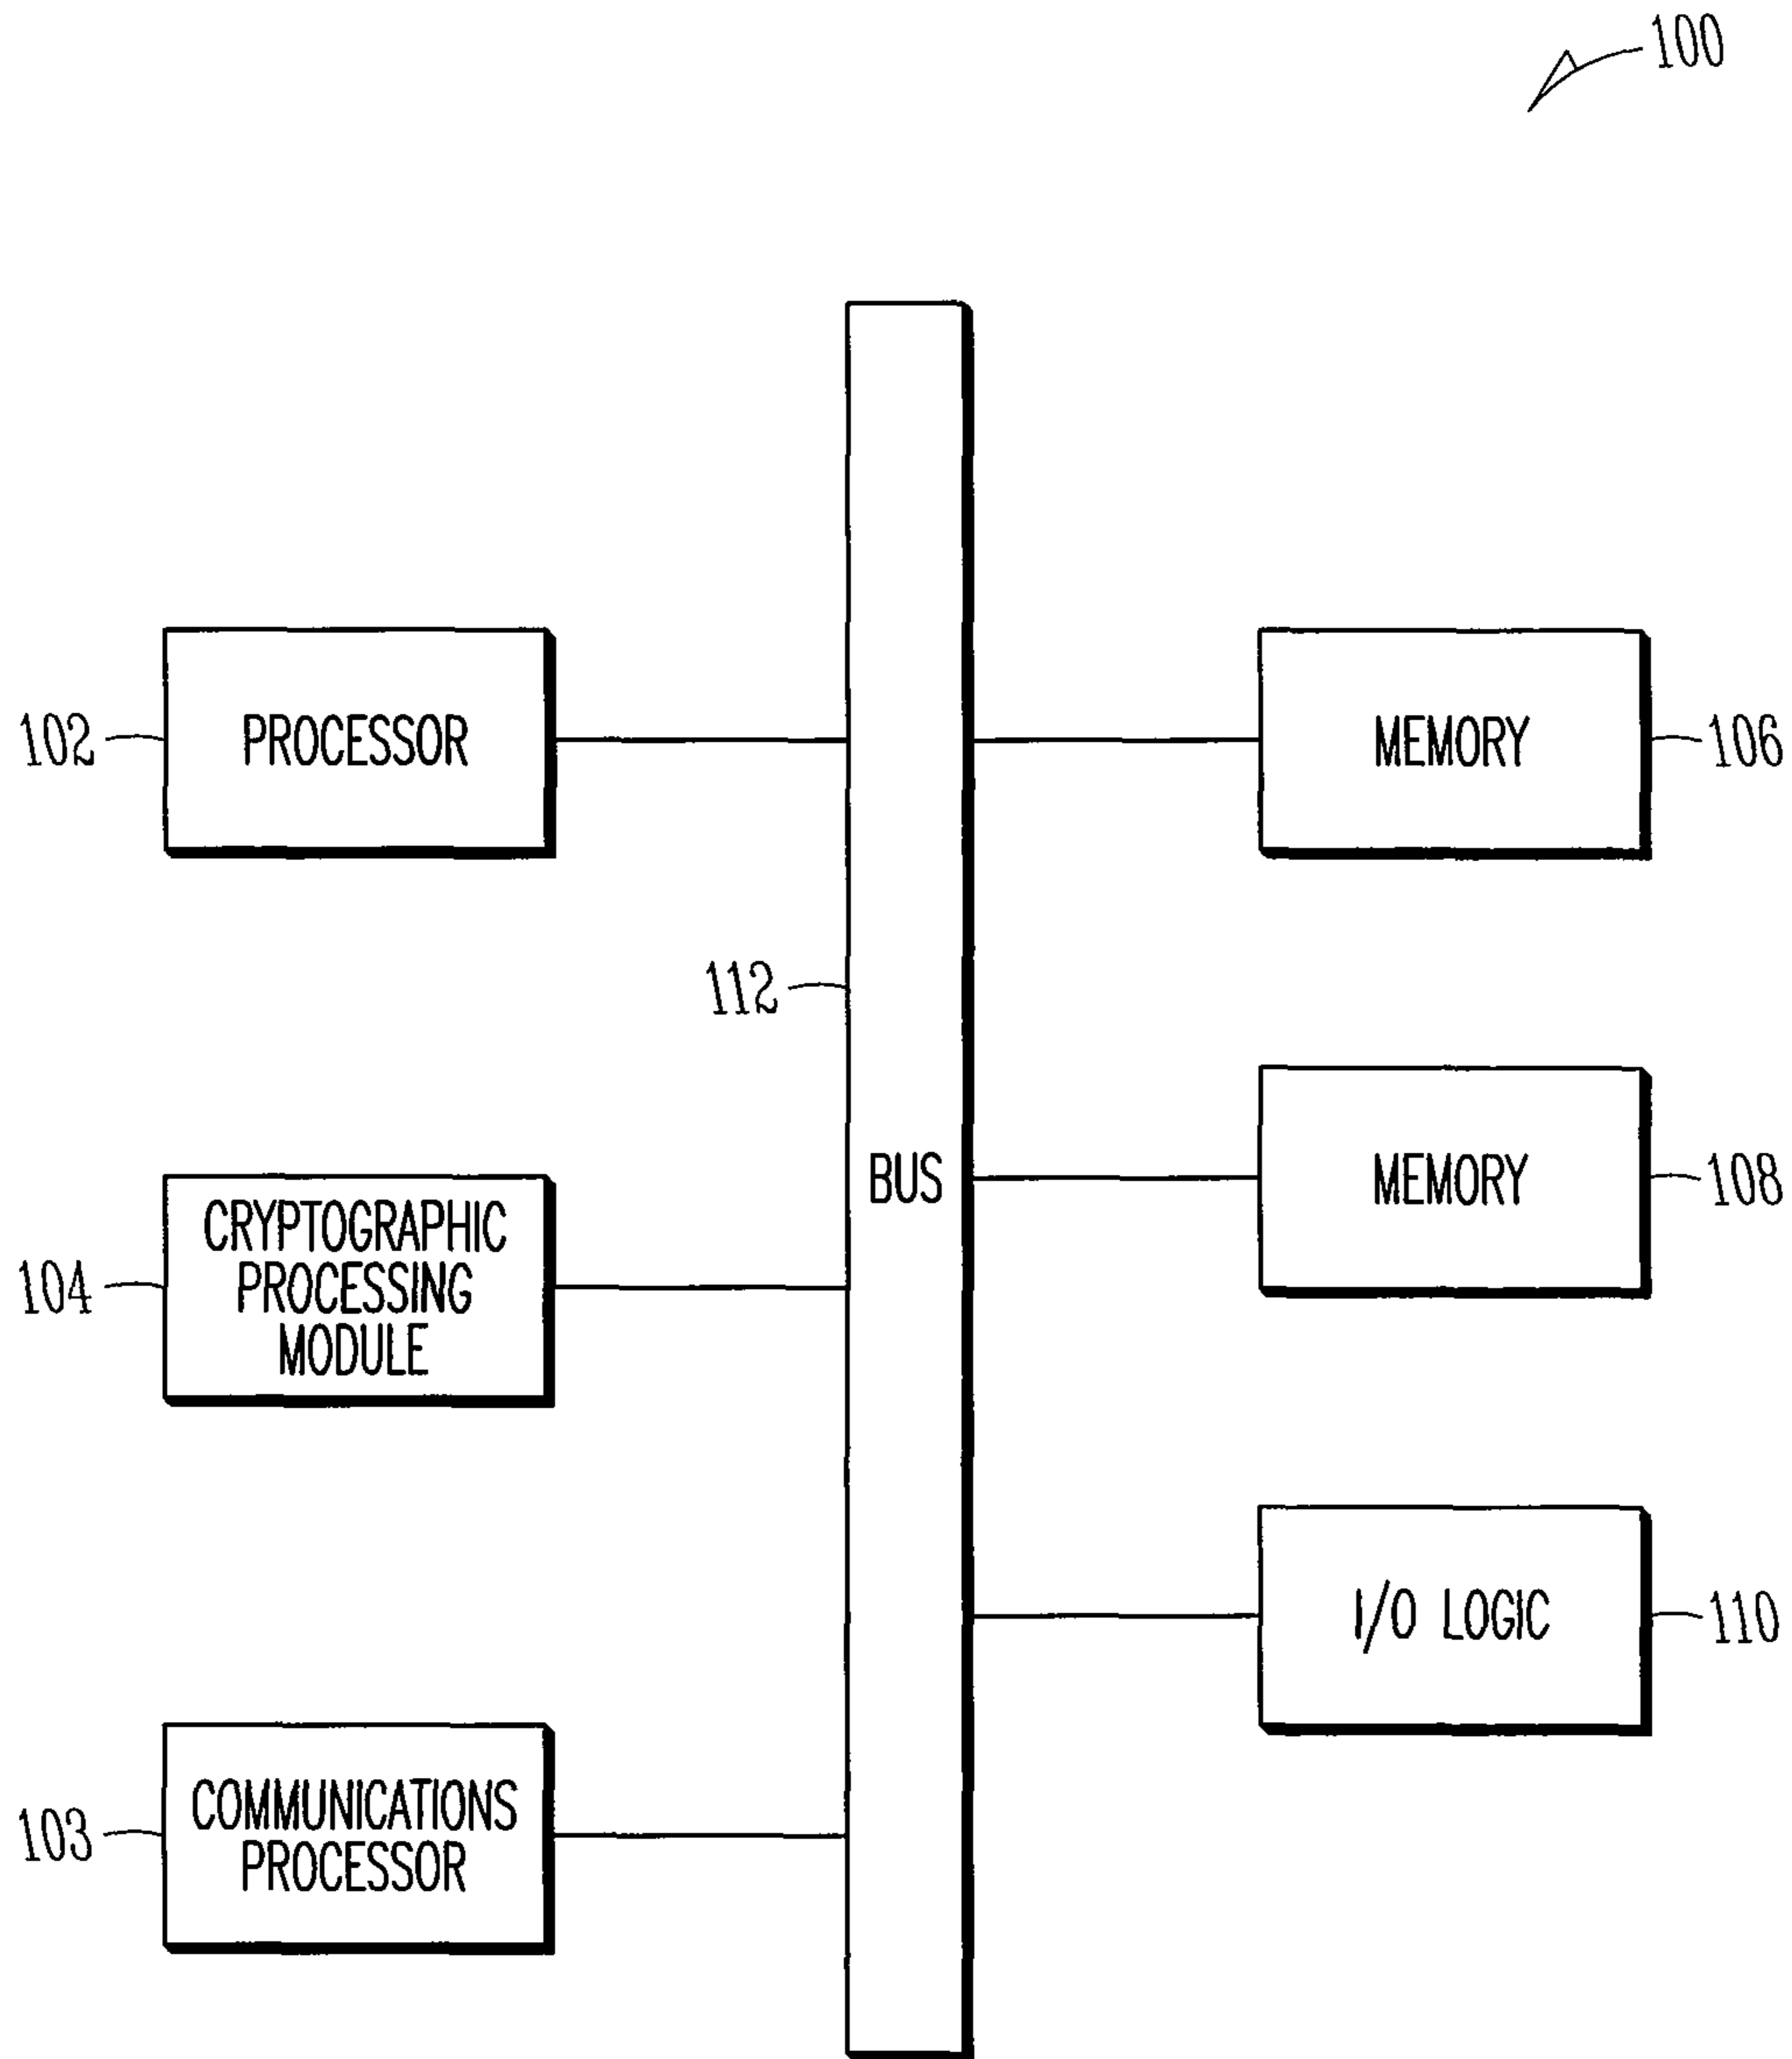 100
102
PROCESSOR
MEMORY
106
112
BUS
MEMORY
108
104
CRYPTOGRAPHIC
PROCESSING
MODULE
I/O LOGIC
110
103
COMMUNICATIONS
PROCESSOR